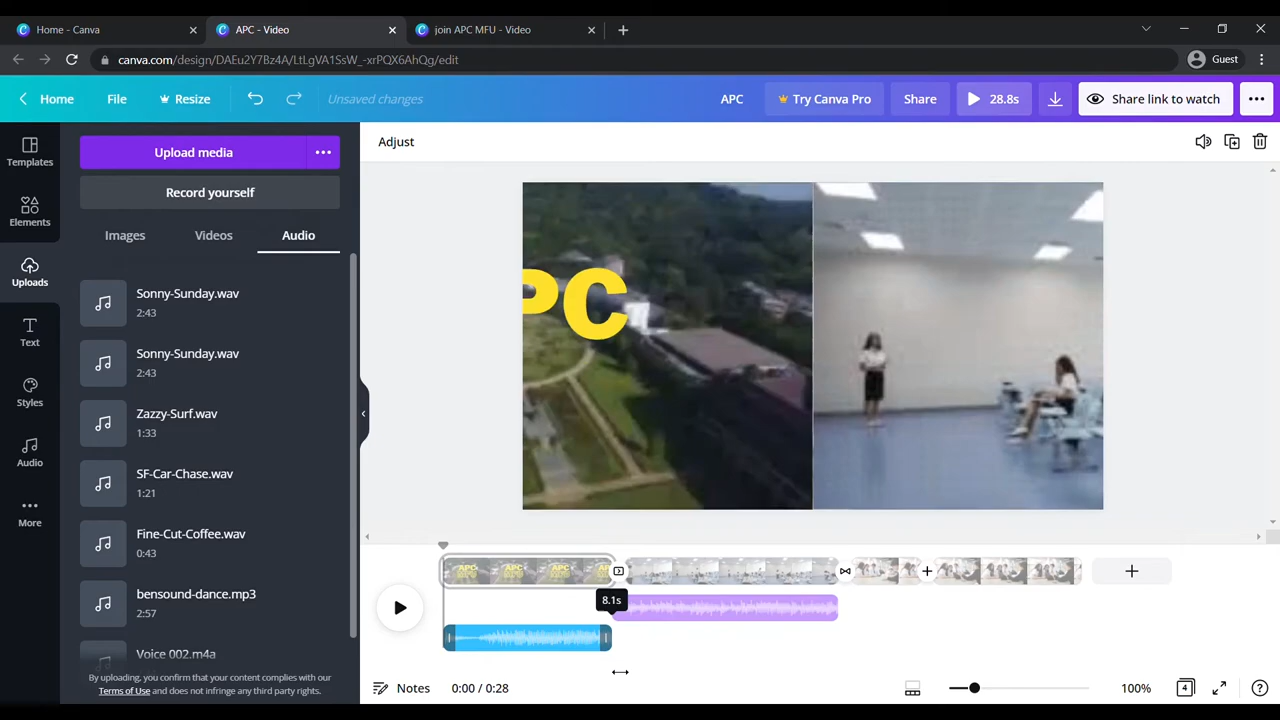 Home - Canva
APC - Video
join APC MFU - Video
canva.com/design/DAEu2Y7Bz4A/LtLgVA1SsW_-xrPQX6AhQg/edit
Guest
Home
File
Resize
Unsaved changes
APC
Try Canva Pro
Share
28.8s
Share link to watch
Templates
Elements
Uploads
Text
Styles
Audio
More
Upload media
Record yourself
Images
Videos
Audio
Sonny-Sunday.wav
2:43
Sonny-Sunday.wav
2:43
Zazzy-Surf.wav
1:33
SF-Car-Chase.wav
1:21
Fine-Cut-Coffee.wav
0:43
bensound-dance.mp3
2:57
Voice 002.m4a
By uploading, you confirm that your content complies with our
Terms of Use and does not infringe any third party rights.
Adjust
PC
8.1s
Notes
0:00 / 0:28
100%
4